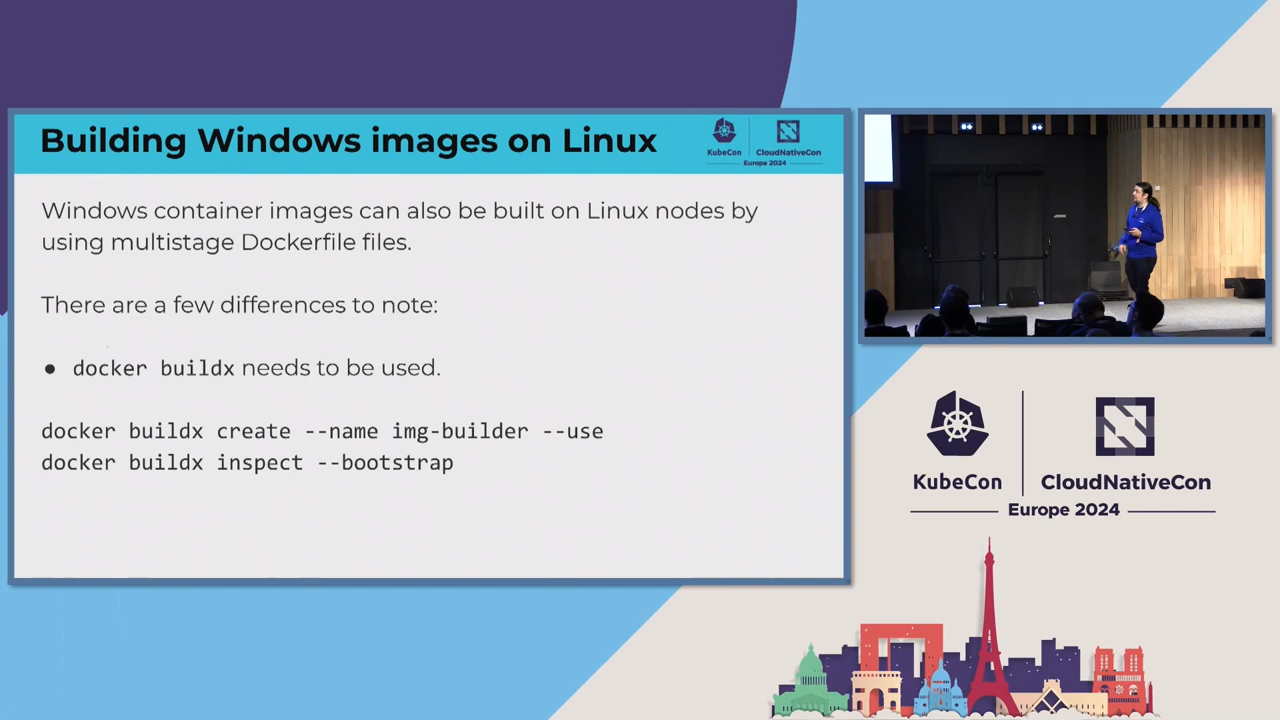 Building Windows images on Linux
KubeCon
CloudNativeCon
Europe 2024
Windows container images can also be built on Linux nodes by
using multistage Dockerfile files.
There are a few differences to note:
● docker buildx needs to be used.
docker buildx create --name img-builder --use
docker buildx inspect --bootstrap
KubeCon
CloudNativeCon
Europe 2024